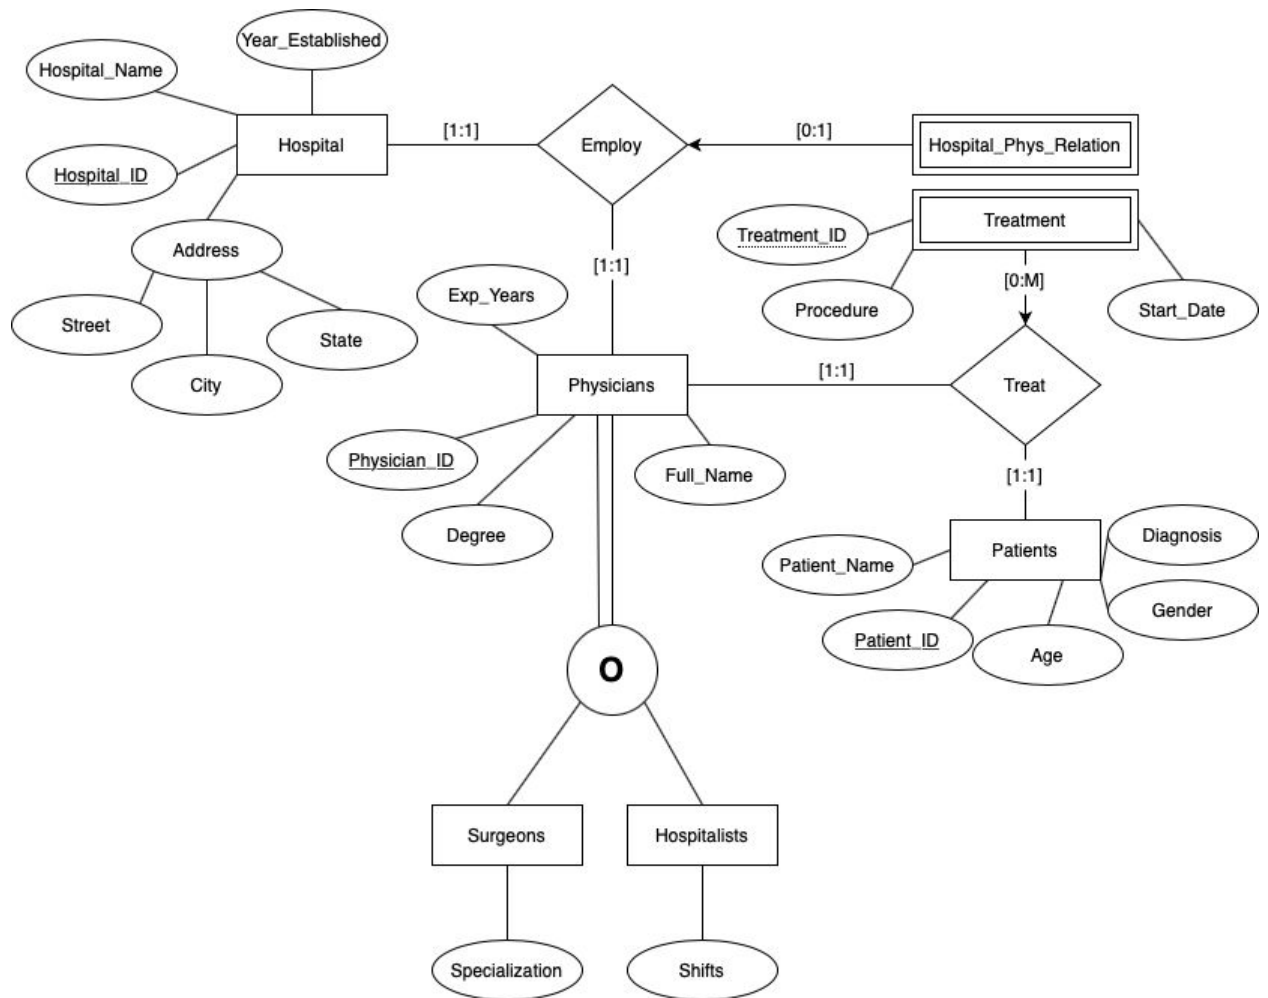 Year_Established
Hospital_Name
[1:1]
[0:1]
Hospital
Employ
Hospital_Phys_Relation
Hospital_ID
Treatment
Treatment_ID
Address
[1:1]
[0:M]
Exp_Years
Procedure
Start_Date
Street
State
City
Physicians
[1:1]
Treat
Physician_ID
Full_Name
[1:1]
Degree
Diagnosis
Patients
Patient_Name
Gender
Patient_ID
Age
O
Surgeons
Hospitalists
Specialization
Shifts